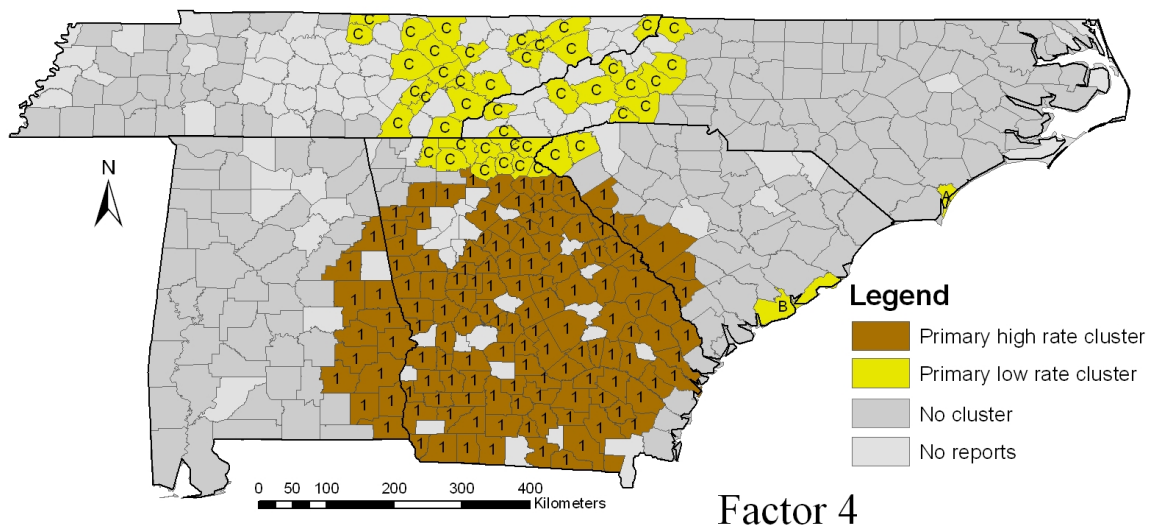 N
A
B
Legend
Primary high rate cluster
Primary low rate cluster
No cluster
No reports
0 50 100 200 300 400
Kilometers
Factor 4